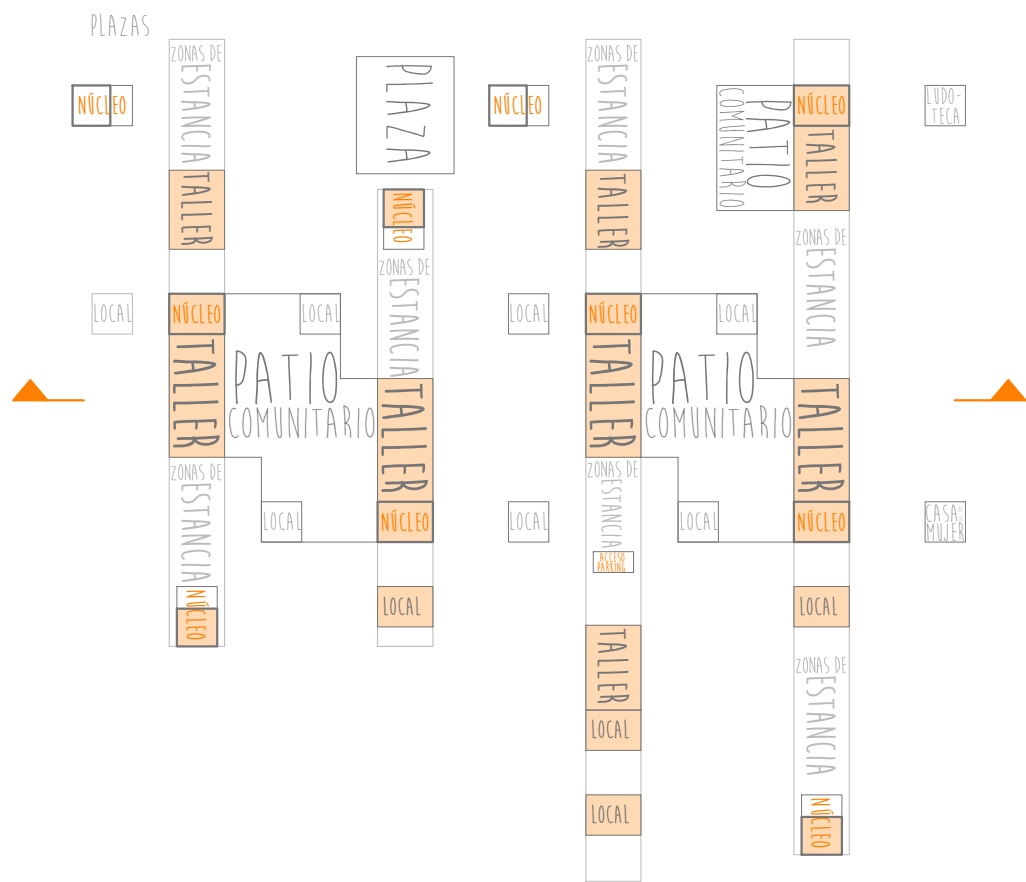 PLAZAS
ZONAS DE
ESTANCIA
TALLER
NÚCLEO
PLAZA
NÚCLEO
ZONAS DE
ESTANCIA
TALLER
PATIO
COMUNITARIO
NÚCLEO
TALLER
LUDO-
TECA
NÚCLEO
ZONAS DE
ESTANCIA
ZONAS DE
ESTANCIA
LOCAL
NÚCLEO
LOCAL
LOCAL
NÚCLEO
LOCAL
TALLER
PATIO
COMUNITARIO
TALLER
TALLER
PATIO
COMUNITARIO
TALLER
ZONAS DE
ESTANCIA
LOCAL
NÚCLEO
LOCAL
ZONAS DE
ESTANCIA
ACCESO
PARKING
LOCAL
NÚCLEO
CASA DE LA
MUJER
NÚCLEO
LOCAL
LOCAL
TALLER
LOCAL
ZONAS DE
ESTANCIA
LOCAL
NÚCLEO